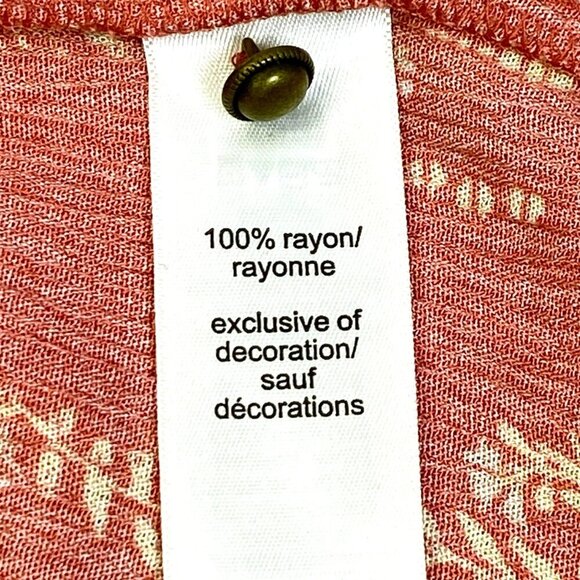 100% rayon/
rayonne
exclusive of
decoration/
sauf
décorations